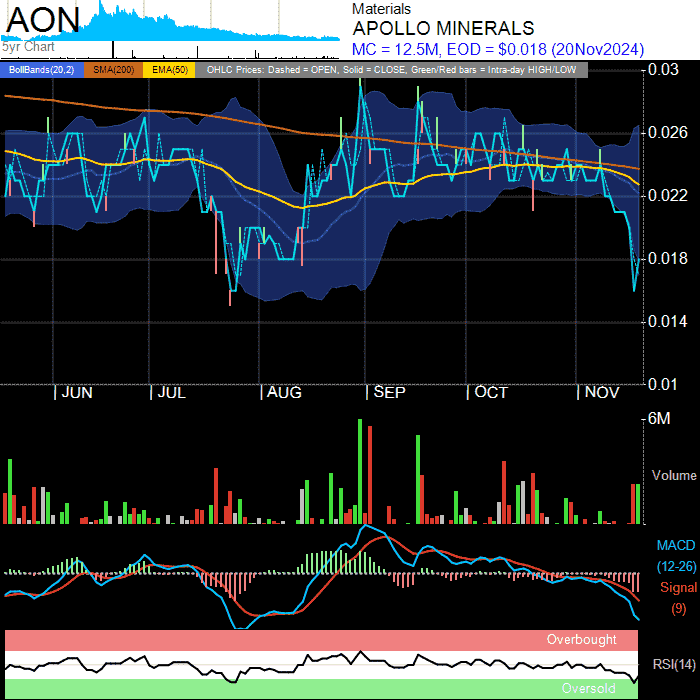 AON
5yr Chart
Materials
APOLLO MINERALS
MC = 12.5M, EOD = $0.018 (20Nov2024)
BollBands(20,2) SMA(200) EMA(50) OHLC Prices: Dashed = OPEN, Solid = CLOSE, Green/Red bars = Intra-day HIGH/LOW
0.03
0.026
0.022
0.018
0.014
0.01
JUN JUL AUG SEP OCT NOV
6M
Volume
MACD
(12-26)
Signal
(9)
Overbought
RSI(14)
Oversold